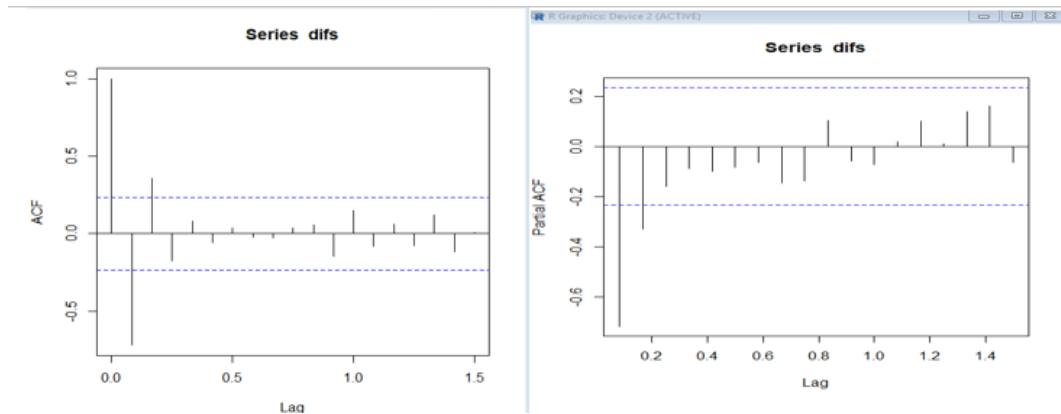 Series difs
ACF
1.0
0.5
0.0
-0.5
0.0 0.5 1.0 1.5
Lag
R Graphics: Device 2 (ACTIVE)
Series difs
Partial ACF
0.2
0.0
-0.2
-0.4
-0.6
0.2 0.4 0.6 0.8 1.0 1.2 1.4
Lag